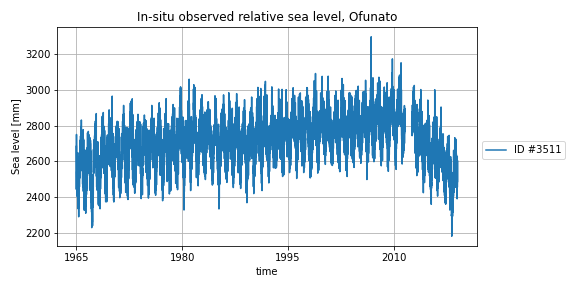 In-situ observed relative sea level, Ofunato
Sea level [mm]
3200
3000
2800
2600
2400
2200
1965
1980
1995
2010
time
ID #3511